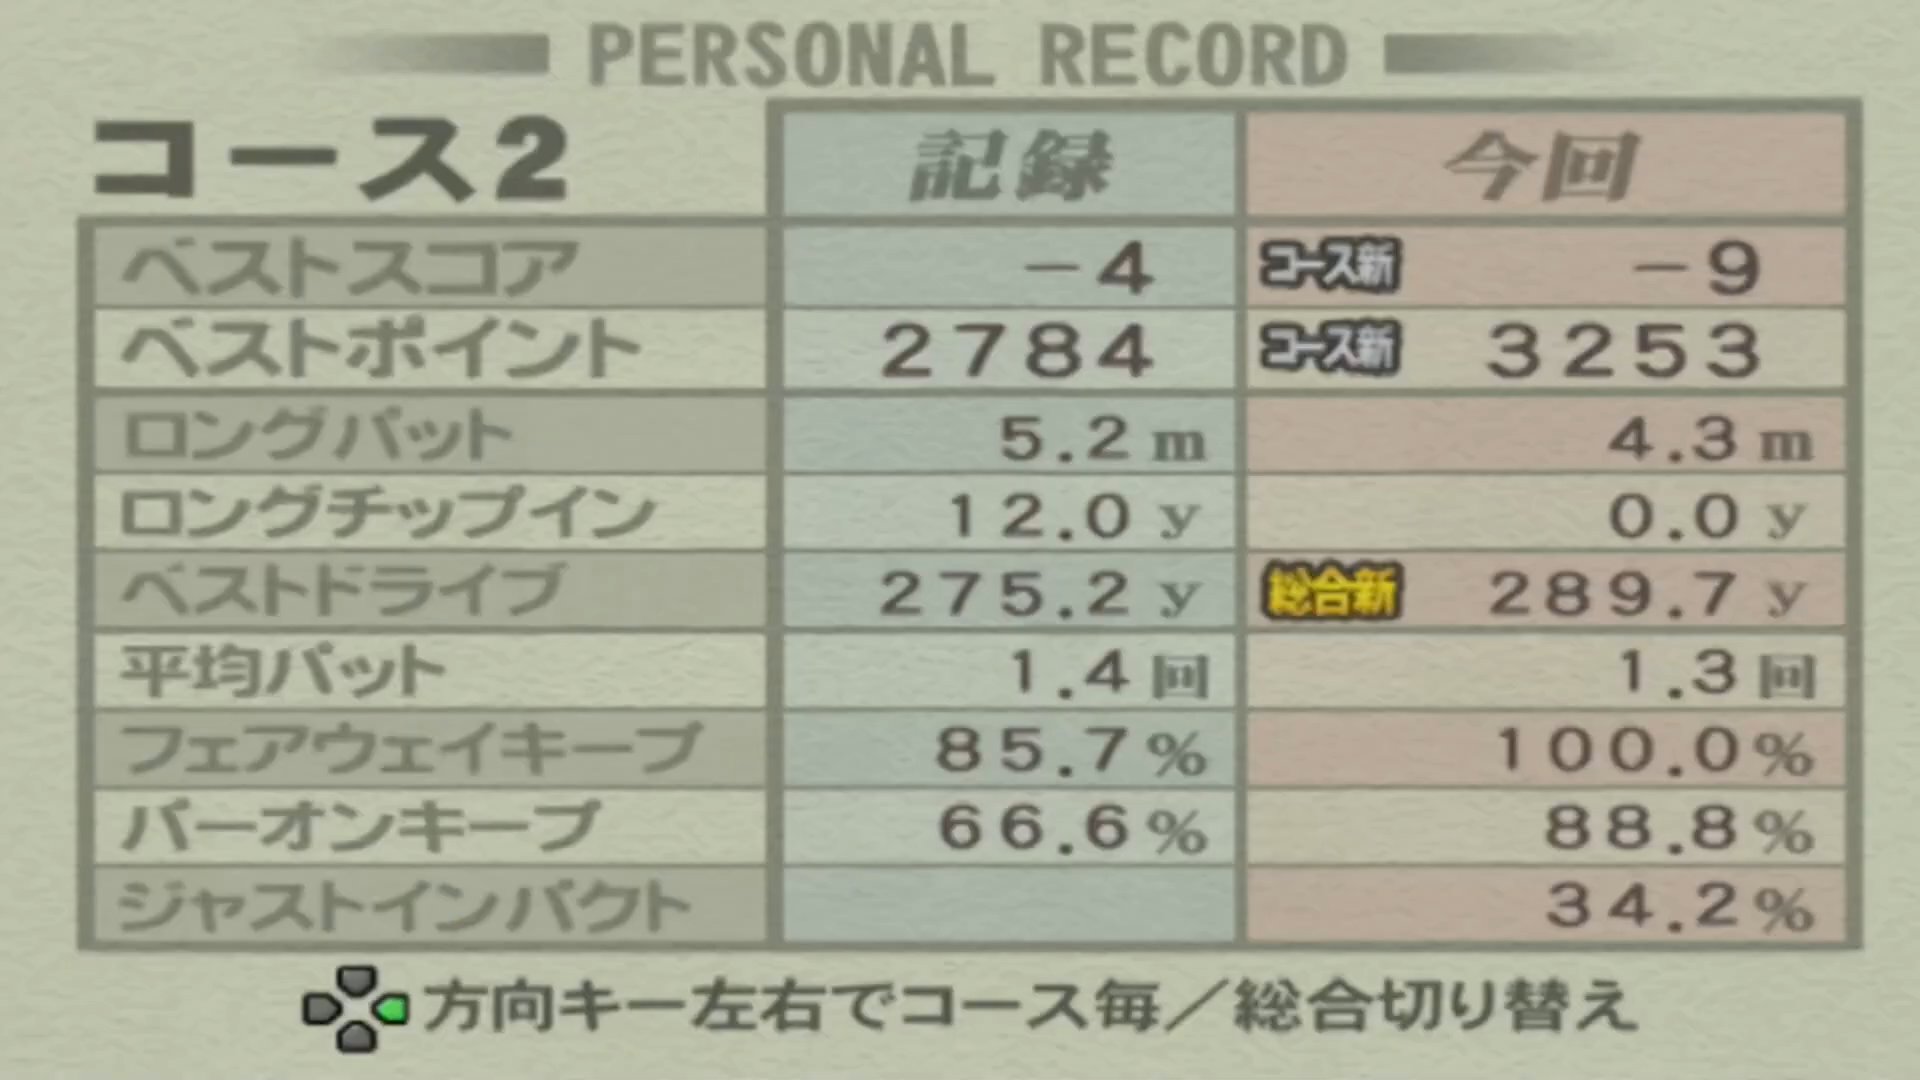 PERSONAL RECORD
コース2 記録 今回
ベストスコア －4 コース新 －9
ベストポイント 2784 コース新 3253
ロングパット 5.2m 4.3m
ロングチップイン 12.0y 0.0y
ベストドライブ 275.2y 総合新 289.7y
平均パット 1.4回 1.3回
フェアウェイキープ 85.7% 100.0%
パーオンキープ 66.6% 88.8%
ジャストインパクト 34.2%
方向キー左右でコース毎／総合切り替え